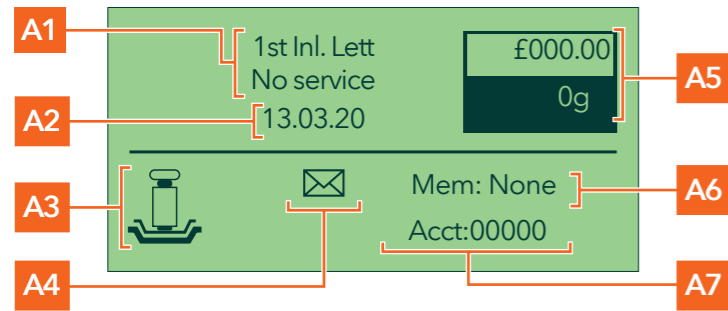 A1
1st Inl. Lett
No service
£000.00
A5
0g
A2
13.03.20
A3
Mem: None
A6
Acct:00000
A4
A7